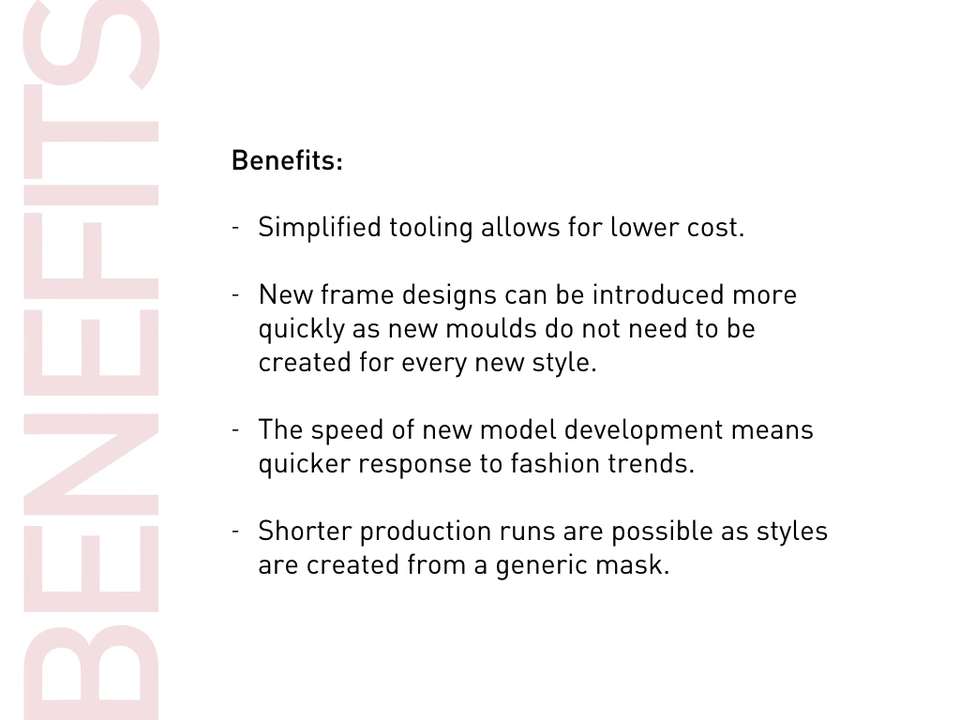 BENEFITS
Benefits:
- Simplified tooling allows for lower cost.
- New frame designs can be introduced more
quickly as new moulds do not need to be
created for every new style.
- The speed of new model development means
quicker response to fashion trends.
- Shorter production runs are possible as styles
are created from a generic mask.